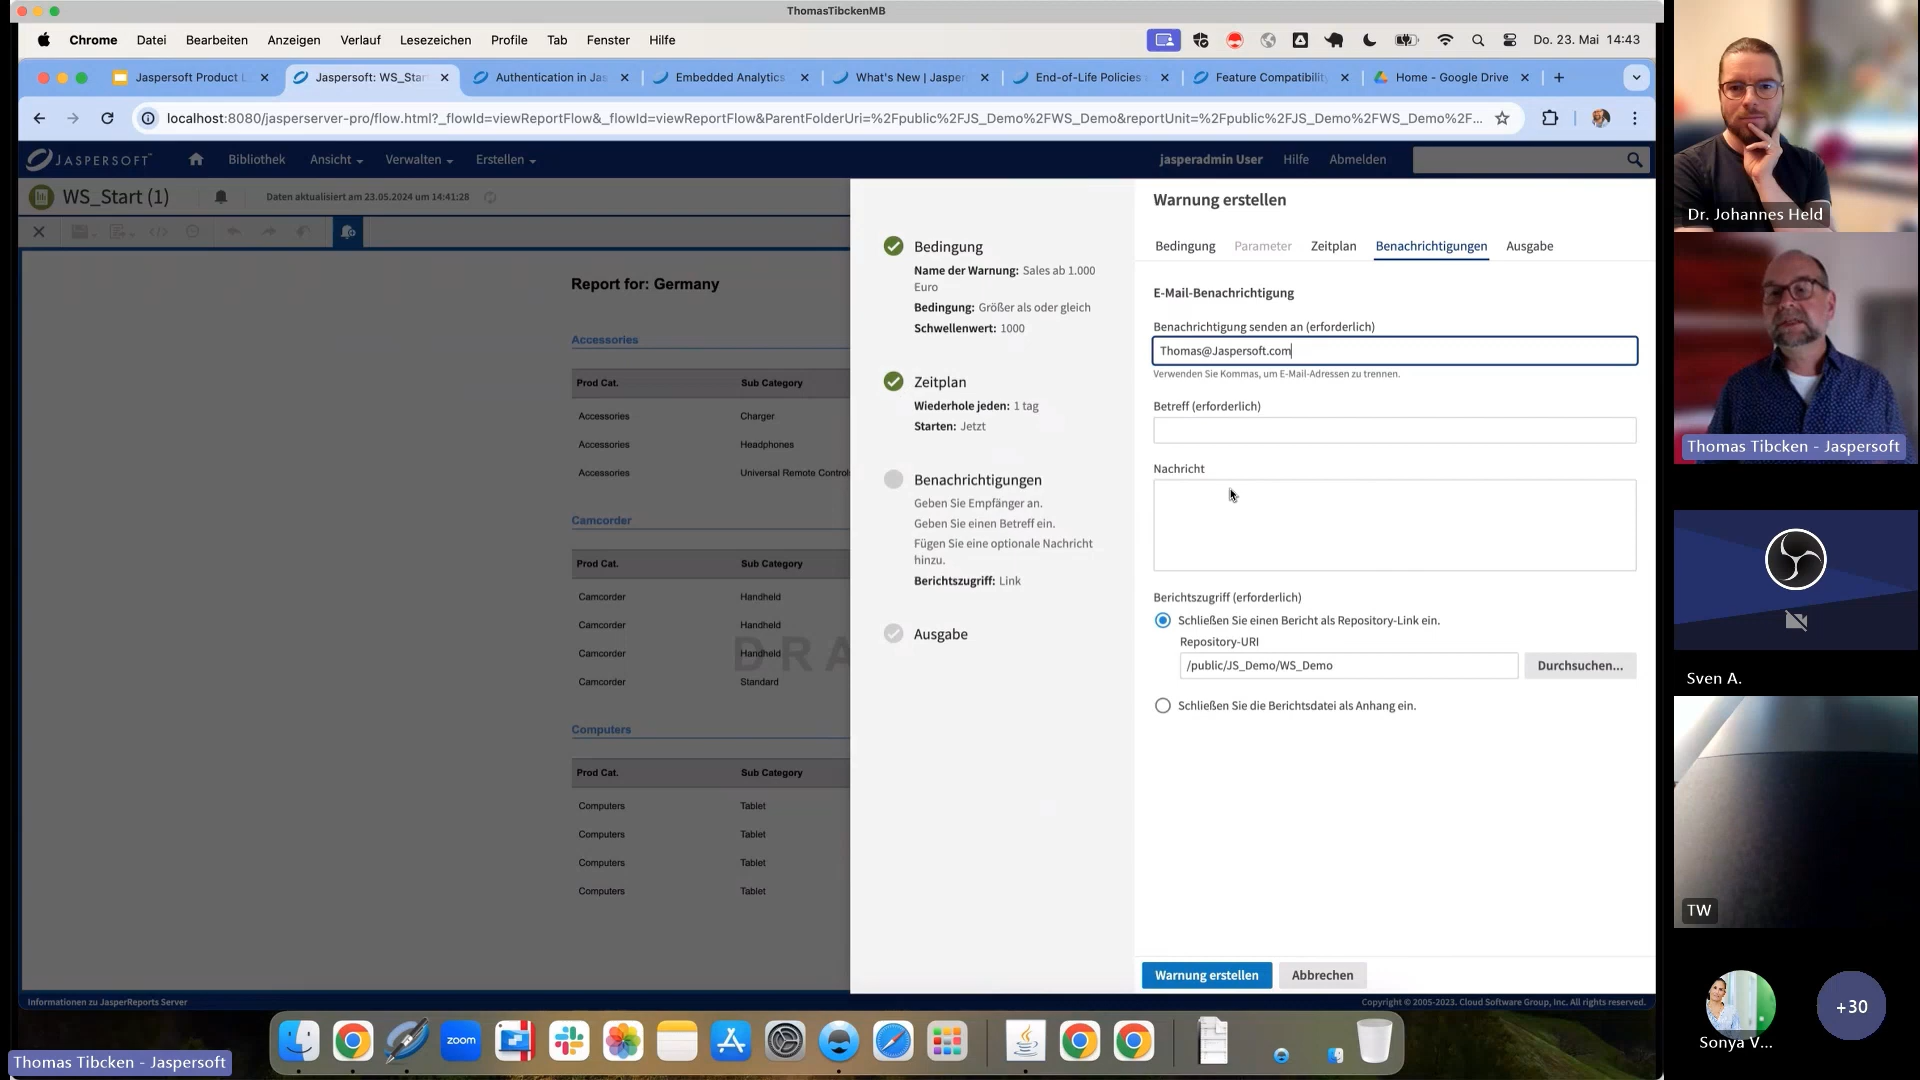 ThomasTibckenMB
Chrome Datei Bearbeiten Anzeigen Verlauf Lesezeichen Profile Tab Fenster Hilfe Do. 23. Mai 14:43
Jaspersoft Product L Jaspersoft: WS_Star Authentication in Jas Embedded Analytics What's New | Jasper End-of-Life Policies Feature Compatibility Home - Google Drive
localhost:8080/jasperserver-pro/flow.html?_flowId=viewReportFlow&_flowId=viewReportFlow&ParentFolderUri=%2Fpublic%2FJS_Demo%2FWS_Demo&reportUnit=%2Fpublic%2FJS_Demo%2FWS_Demo%2F...
JASPERSOFT Bibliothek Ansicht Verwalten Erstellen jasperadmin User Hilfe Abmelden
WS_Start (1) Daten aktualisiert am 23.05.2024 um 14:41:28
Report for: Germany
Accessories
Prod Cat. Sub Category
Accessories Charger
Accessories Headphones
Accessories Universal Remote Control
Camcorder
Prod Cat. Sub Category
Camcorder Handheld
Camcorder Handheld
Camcorder Handheld
Camcorder Standard
DRA
Computers
Prod Cat. Sub Category
Computers Tablet
Computers Tablet
Computers Tablet
Computers Tablet
Bedingung
Name der Warnung: Sales ab 1.000
Euro
Bedingung: Größer als oder gleich
Schwellenwert: 1000
Zeitplan
Wiederhole jeden: 1 tag
Starten: Jetzt
Benachrichtigungen
Geben Sie Empfänger an.
Geben Sie einen Betreff ein.
Fügen Sie eine optionale Nachricht
hinzu.
Berichtszugriff: Link
Ausgabe
Warnung erstellen
Bedingung Parameter Zeitplan Benachrichtigungen Ausgabe
E-Mail-Benachrichtigung
Benachrichtigung senden an (erforderlich)
Thomas@Jaspersoft.com
Verwenden Sie Kommas, um E-Mail-Adressen zu trennen.
Betreff (erforderlich)
Nachricht
Berichtszugriff (erforderlich)
Schließen Sie einen Bericht als Repository-Link ein.
Repository-URI
/public/JS_Demo/WS_Demo Durchsuchen...
Schließen Sie die Berichtsdatei als Anhang ein.
Warnung erstellen Abbrechen
Informationen zu JasperReports Server Copyright © 2005-2023. Cloud Software Group, Inc. All rights reserved.
zoom
Thomas Tibcken - Jaspersoft
Dr. Johannes Held
Thomas Tibcken - Jaspersoft
Sven A.
TW
Sonya V...
+30